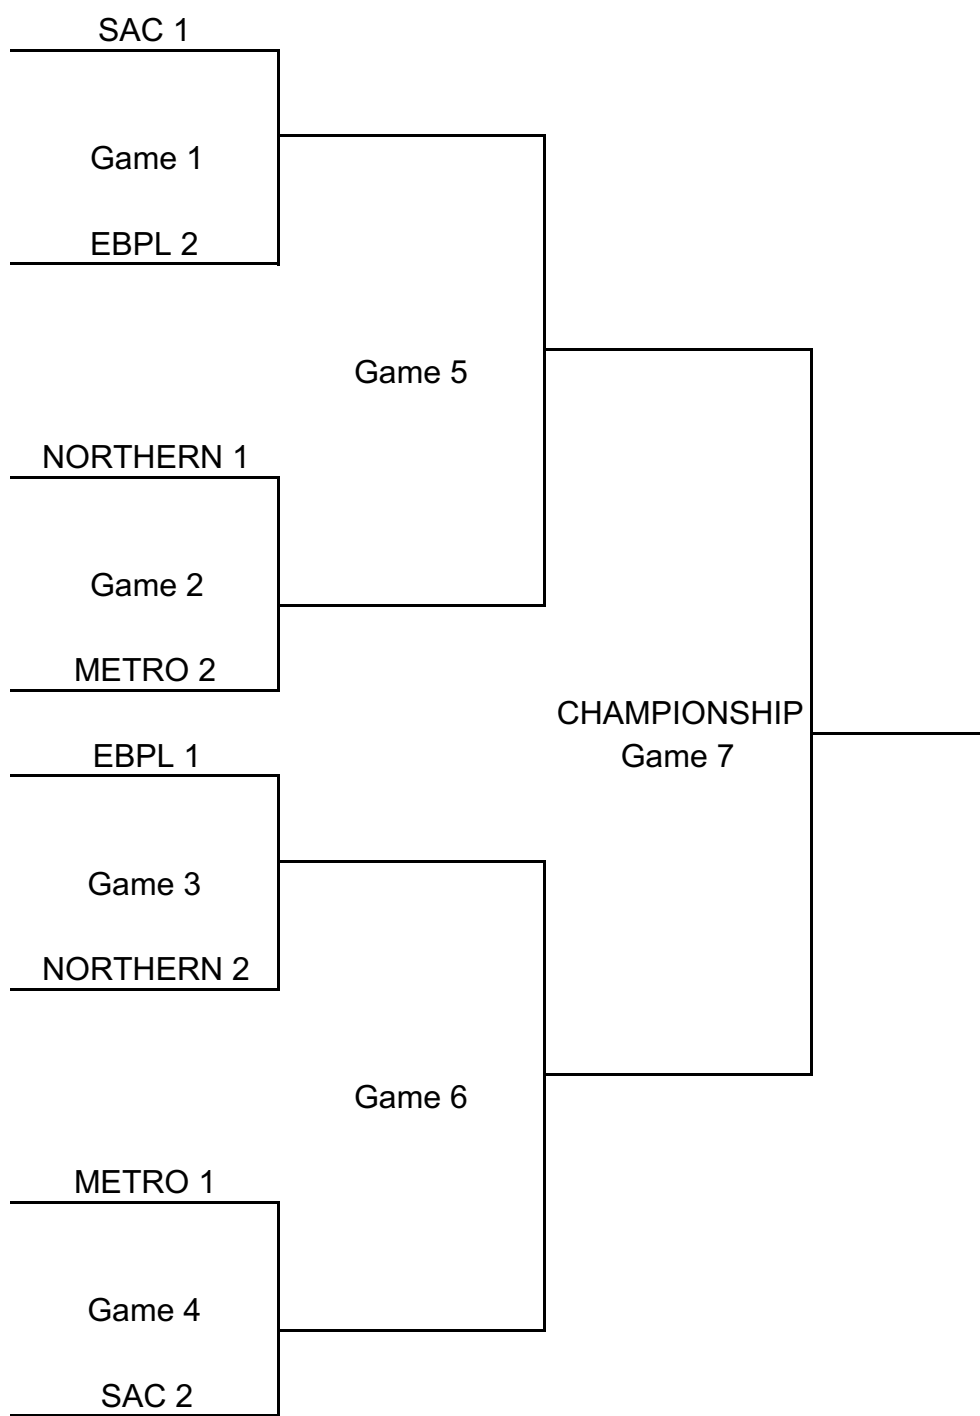 SAC 1
Game 1
EBPL 2
Game 5
NORTHERN 1
Game 2
METRO 2
CHAMPIONSHIP
Game 7
EBPL 1
Game 3
NORTHERN 2
Game 6
METRO 1
Game 4
SAC 2